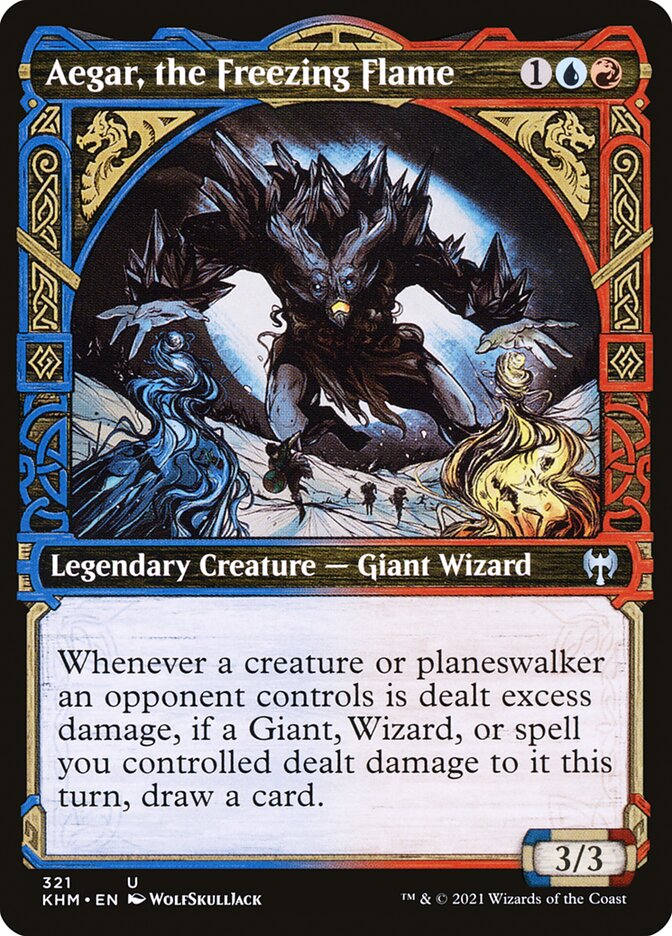 Aegar, the Freezing Flame 1
Legendary Creature — Giant Wizard
Whenever a creature or planeswalker
an opponent controls is dealt excess
damage, if a Giant, Wizard, or spell
you controlled dealt damage to it this
turn, draw a card.
3/3
321 U
KHM • EN WolfSkullJack ™ & © 2021 Wizards of the Coast